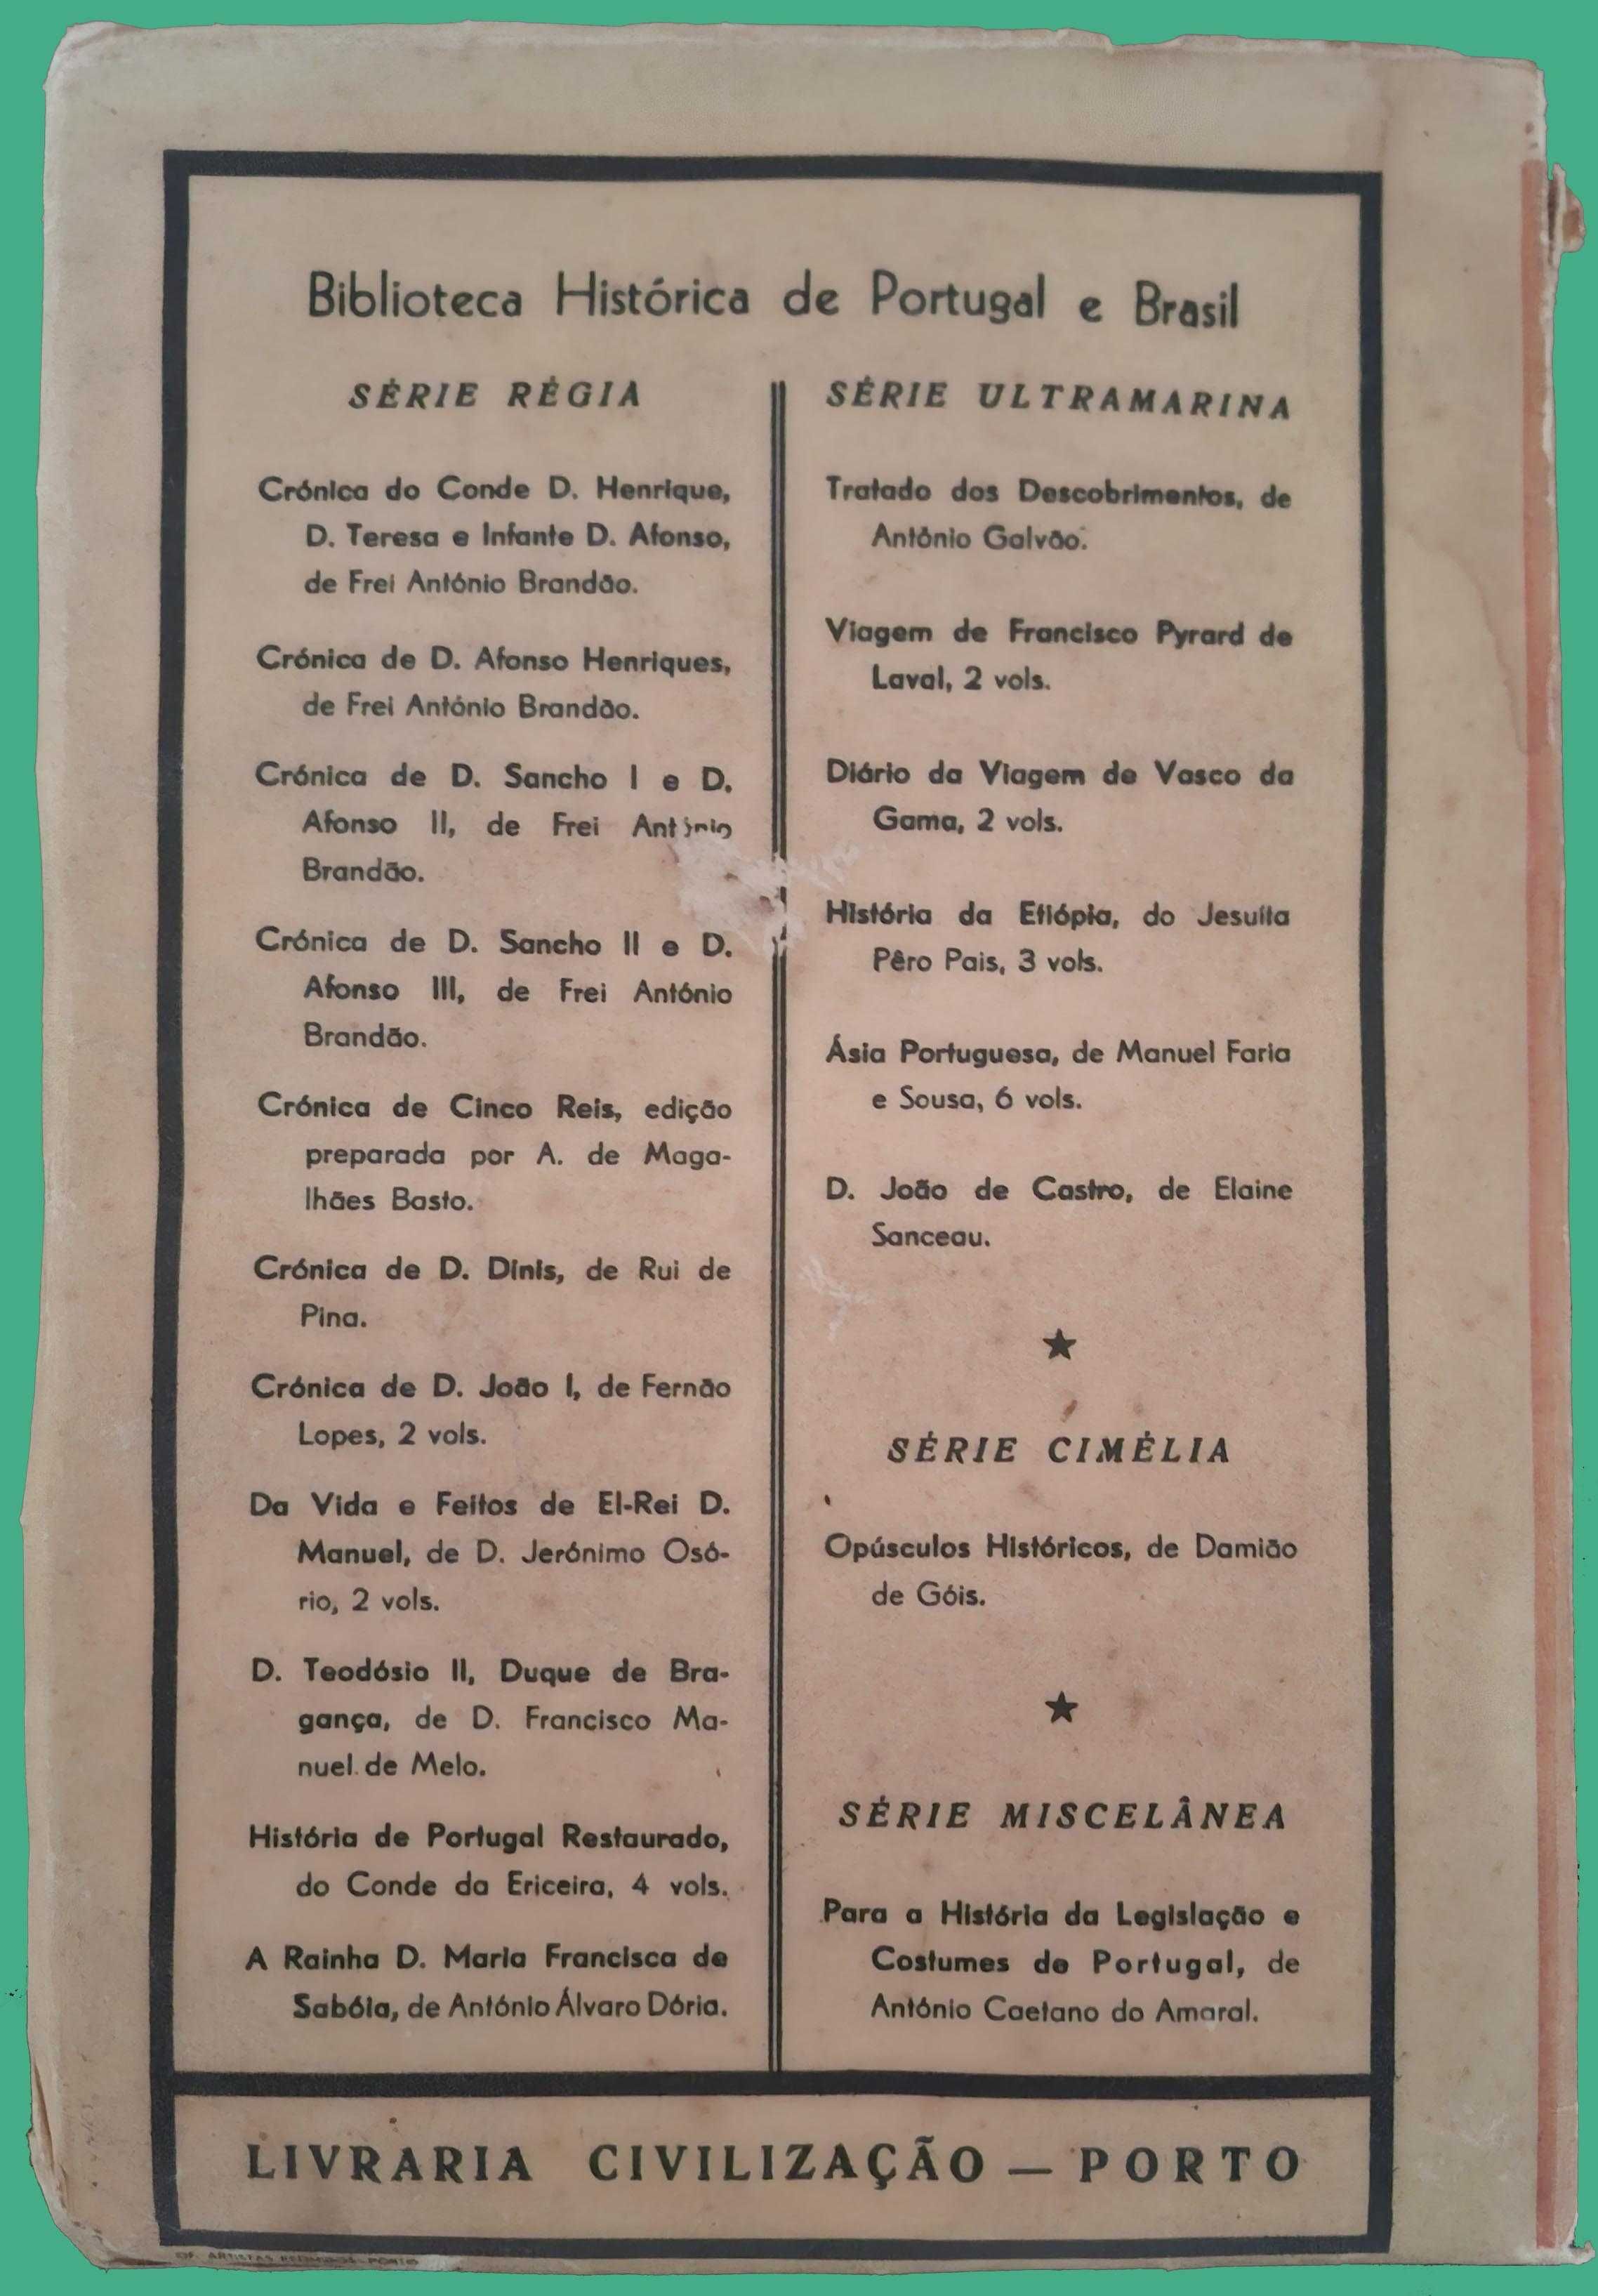 Biblioteca Histórica de Portugal e Brasil
SÉRIE RÉGIA
Crónica do Conde D. Henrique,
D. Teresa e Infante D. Afonso,
de Frei António Brandão.
Crónica de D. Afonso Henriques,
de Frei António Brandão.
Crónica de D. Sancho I e D.
Afonso II, de Frei António
Brandão.
Crónica de D. Sancho II e D.
Afonso III, de Frei António
Brandão.
Crónica de Cinco Reis, edição
preparada por A. de Maga-
lhães Basto.
Crónica de D. Dinis, de Rui de
Pina.
Crónica de D. João I, de Fernão
Lopes, 2 vols.
Da Vida e Feitos de El-Rei D.
Manuel, de D. Jerónimo Osó-
rio, 2 vols.
D. Teodósio II, Duque de Bra-
gança, de D. Francisco Ma-
nuel de Melo.
História de Portugal Restaurado,
do Conde da Ericeira, 4 vols.
A Rainha D. Maria Francisca de
Sabóia, de António Álvaro Dória.
SÉRIE ULTRAMARINA
Tratado dos Descobrimentos, de
António Galvão.
Viagem de Francisco Pyrard de
Laval, 2 vols.
Diário da Viagem de Vasco da
Gama, 2 vols.
História da Etiópia, do Jesuíta
Pêro Pais, 3 vols.
Ásia Portuguesa, de Manuel Faria
e Sousa, 6 vols.
D. João de Castro, de Elaine
Sanceau.
★
SÉRIE CIMÉLIA
Opúsculos Históricos, de Damião
de Góis.
★
SÉRIE MISCELÂNEA
Para a História da Legislação e
Costumes de Portugal, de
António Caetano do Amaral.
LIVRARIA CIVILIZAÇÃO — PORTO
OF. ARTISTAS REUNIDOS - PORTO